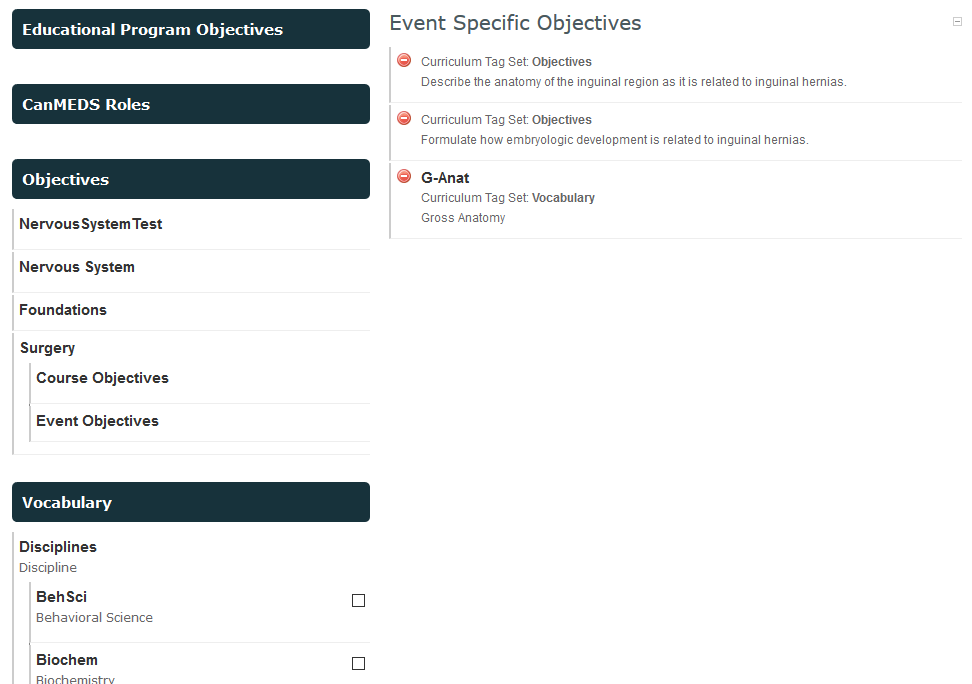 Educational Program Objectives
CanMEDS Roles
Objectives
NervousSystemTest
Nervous System
Foundations
Surgery
Course Objectives
Event Objectives
Vocabulary
Disciplines
Discipline
BehSci
Behavioral Science
Biochem
Biochemistry
Event Specific Objectives
Curriculum Tag Set: Objectives
Describe the anatomy of the inguinal region as it is related to inguinal hernias.
Curriculum Tag Set: Objectives
Formulate how embryologic development is related to inguinal hernias.
G-Anat
Curriculum Tag Set: Vocabulary
Gross Anatomy